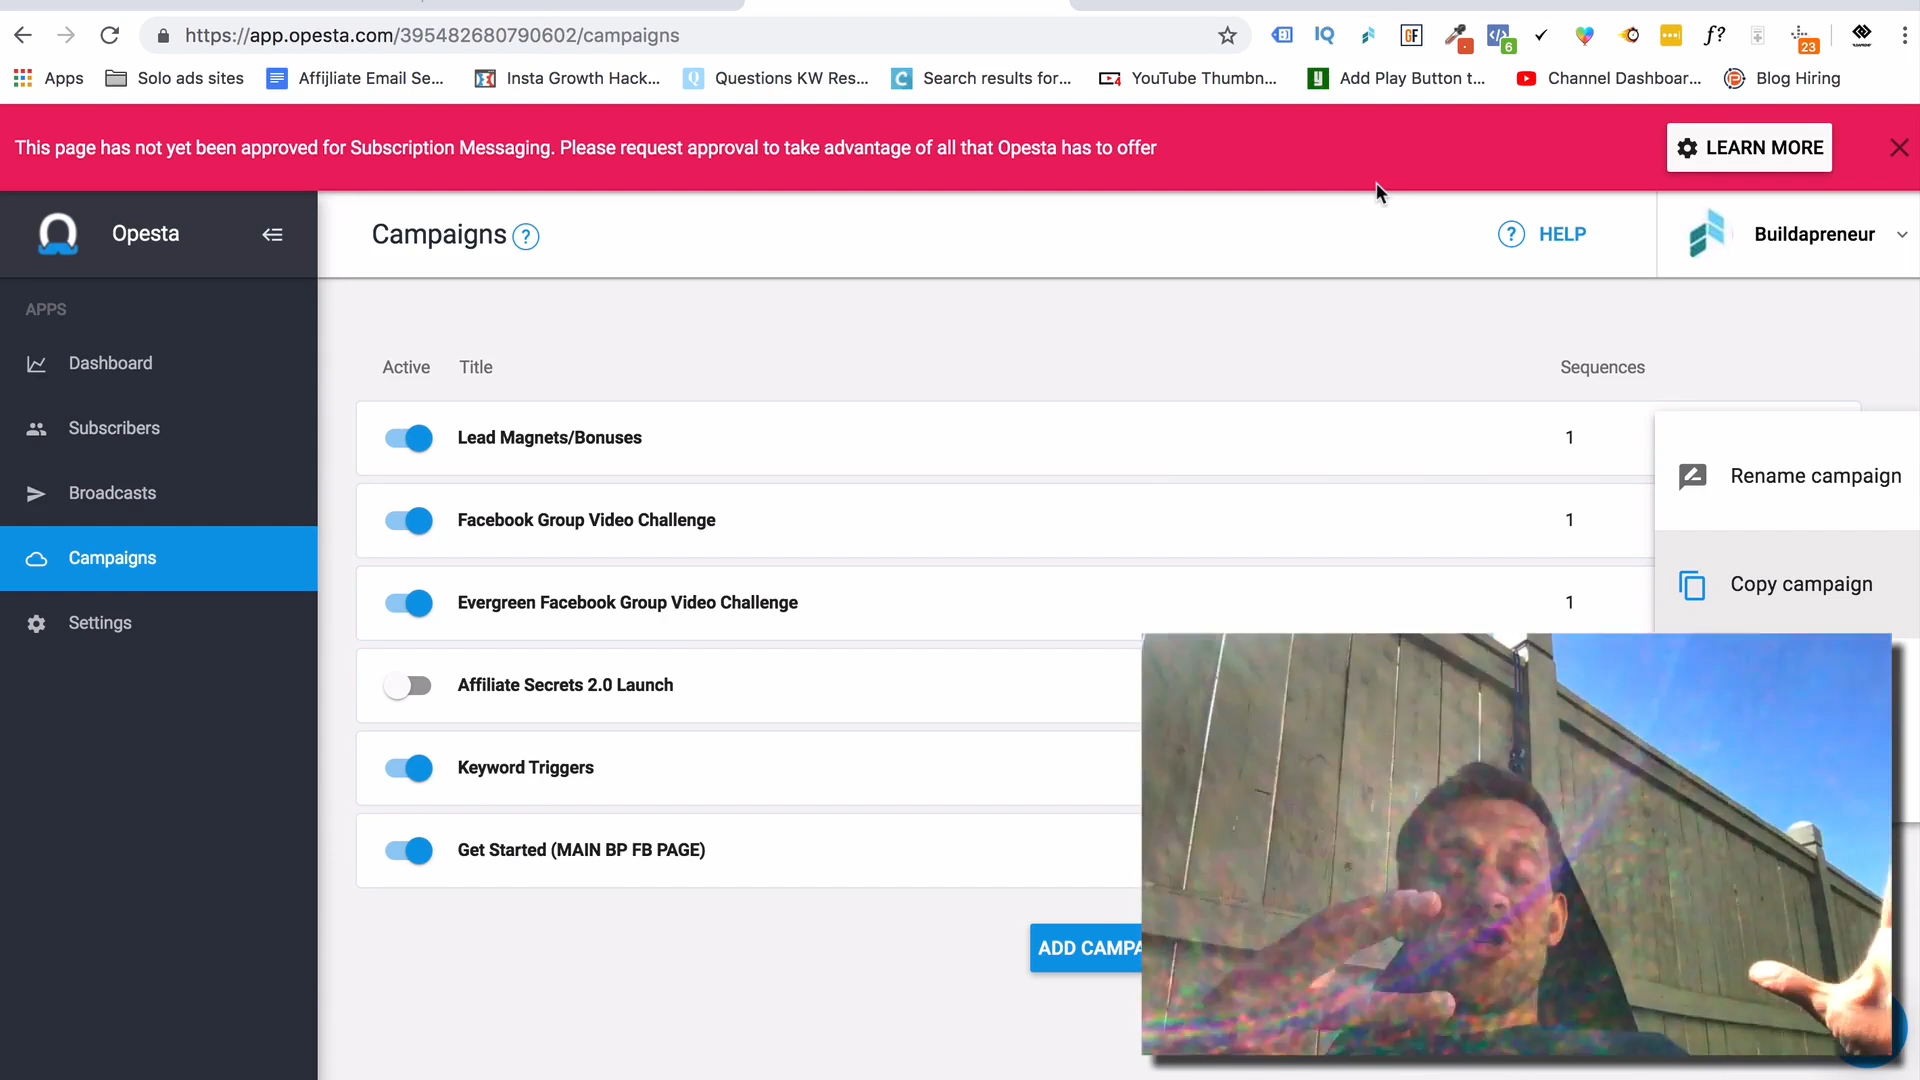 https://app.opesta.com/395482680790602/campaigns
IQ
GF
6
f?
23
Apps
Solo ads sites
Affijliate Email Se...
Insta Growth Hack...
Q
Questions KW Res...
C
Search results for...
YouTube Thumbn...
Add Play Button t...
Channel Dashboar...
Blog Hiring
This page has not yet been approved for Subscription Messaging. Please request approval to take advantage of all that Opesta has to offer
LEARN MORE
Opesta
Campaigns ?
? HELP
Buildapreneur
APPS
Dashboard
Subscribers
Broadcasts
Campaigns
Settings
Active Title Sequences
Lead Magnets/Bonuses 1
Facebook Group Video Challenge 1
Evergreen Facebook Group Video Challenge 1
Affiliate Secrets 2.0 Launch
Keyword Triggers
Get Started (MAIN BP FB PAGE)
Rename campaign
Copy campaign
ADD CAMPA